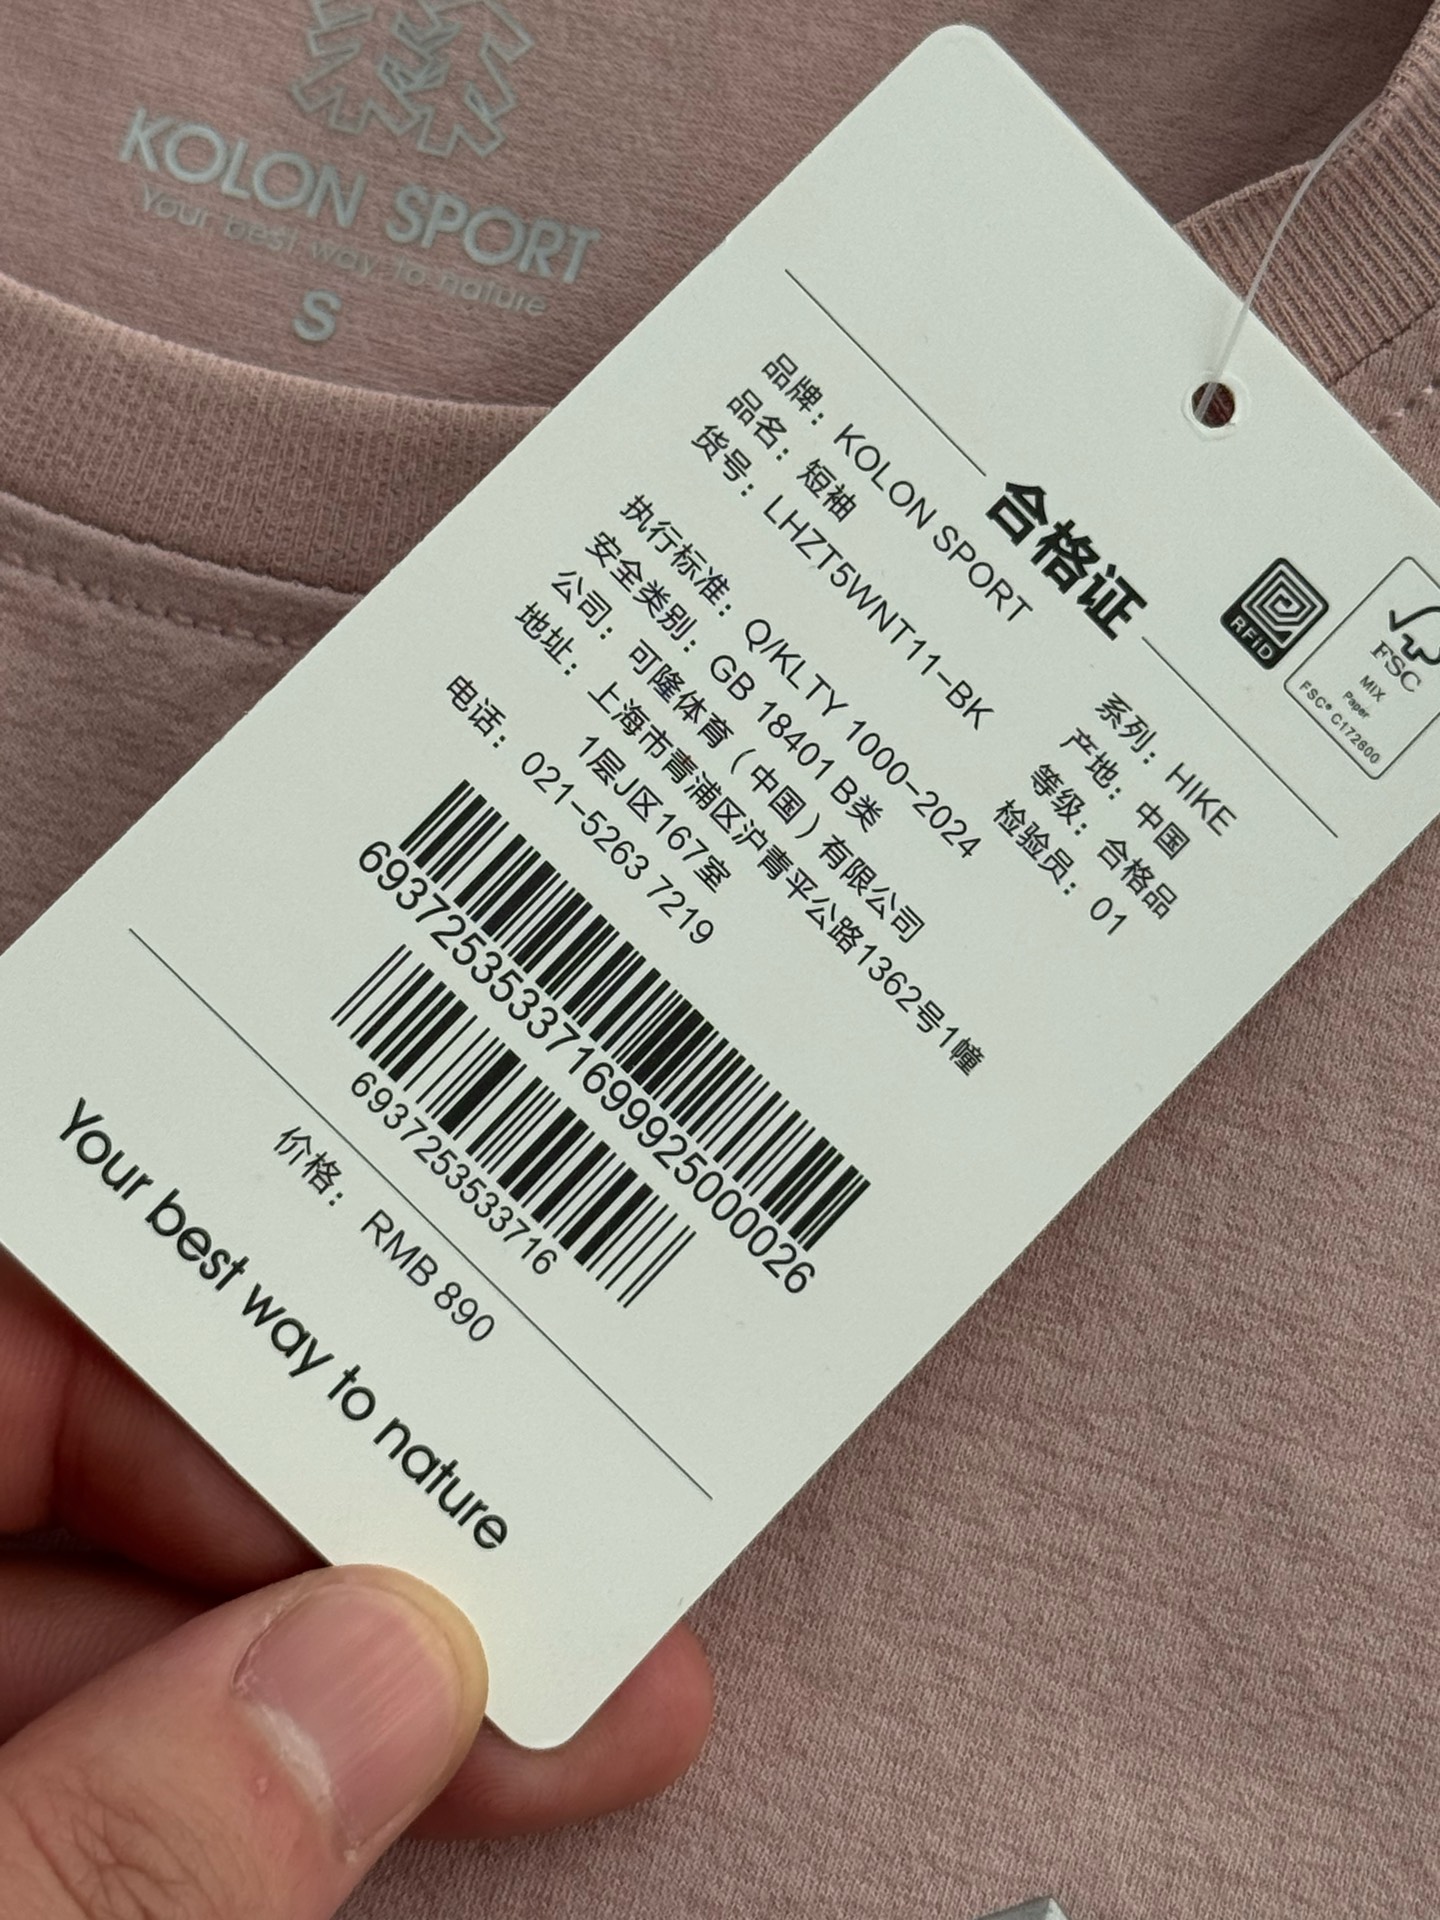 KOLON SPORT
Your best way to nature
S
合格证
RFiD
FSC
MIX
Paper
FSC® C172600
品牌：KOLON SPORT
品名：短袖
货号：LHZT5WNT11-BK
系列：HIKE
产地：中国
等级：合格品
检验员：01
执行标准：Q/KLTY 1000-2024
安全类别：GB 18401 B类
公司：可隆体育（中国）有限公司
地址：上海市青浦区沪青平公路1362号1幢
1层J区167室
电话：021-5263 7219
69372535337169992500026
6937253533716
价格：RMB 890
Your best way to nature